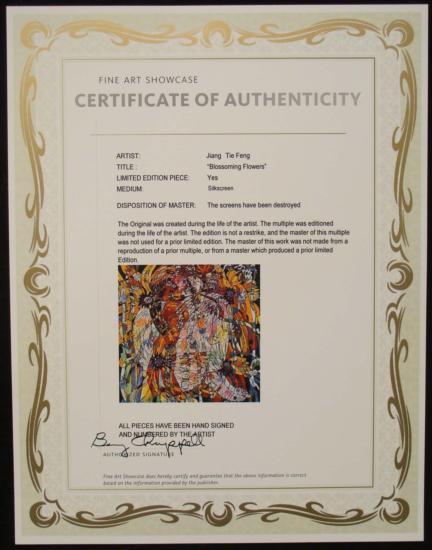 FINE ART SHOWCASE
CERTIFICATE OF AUTHENTICITY
ARTIST: Jiang Tie Feng
TITLE : "Blossoming Flowers"
LIMITED EDITION PIECE: Yes
MEDIUM: Silkscreen
DISPOSITION OF MASTER: The screens have been destroyed
The Original was created during the life of the artist. The multiple was editioned
during the life of the artist. The edition is not a restrike, and the master of this multiple
was not used for a prior limited edition. The master of this work was not made from a
reproduction of a prior multiple, or from a master which produced a prior limited
Edition.
ALL PIECES HAVE BEEN HAND SIGNED
AND NUMBERED BY THE ARTIST
AUTHORIZED SIGNATURE
Fine Art Showcase does hereby certify and guarantee that the above information is correct
based on the information provided by the publisher.